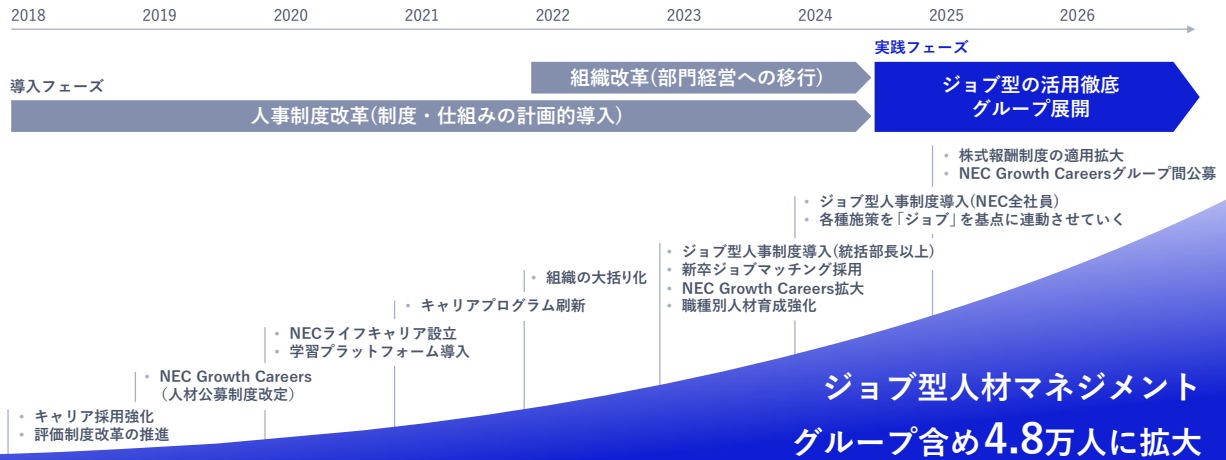 2018 2019 2020 2021 2022 2023 2024 2025 2026
実践フェーズ
導入フェーズ
組織改革(部門経営への移行)
人事制度改革(制度・仕組みの計画的導入)
ジョブ型の活用徹底
グループ展開
• 株式報酬制度の適用拡大
• NEC Growth Careersグループ間公募
• ジョブ型人事制度導入(NEC全社員)
• 各種施策を「ジョブ」を基点に連動させていく
• ジョブ型人事制度導入(統括部長以上)
• 新卒ジョブマッチング採用
• NEC Growth Careers拡大
• 職種別人材育成強化
• 組織の大括り化
• キャリアプログラム刷新
• NECライフキャリア設立
• 学習プラットフォーム導入
• NEC Growth Careers
（人材公募制度改定）
• キャリア採用強化
• 評価制度改革の推進
ジョブ型人材マネジメント
グループ含め4.8万人に拡大